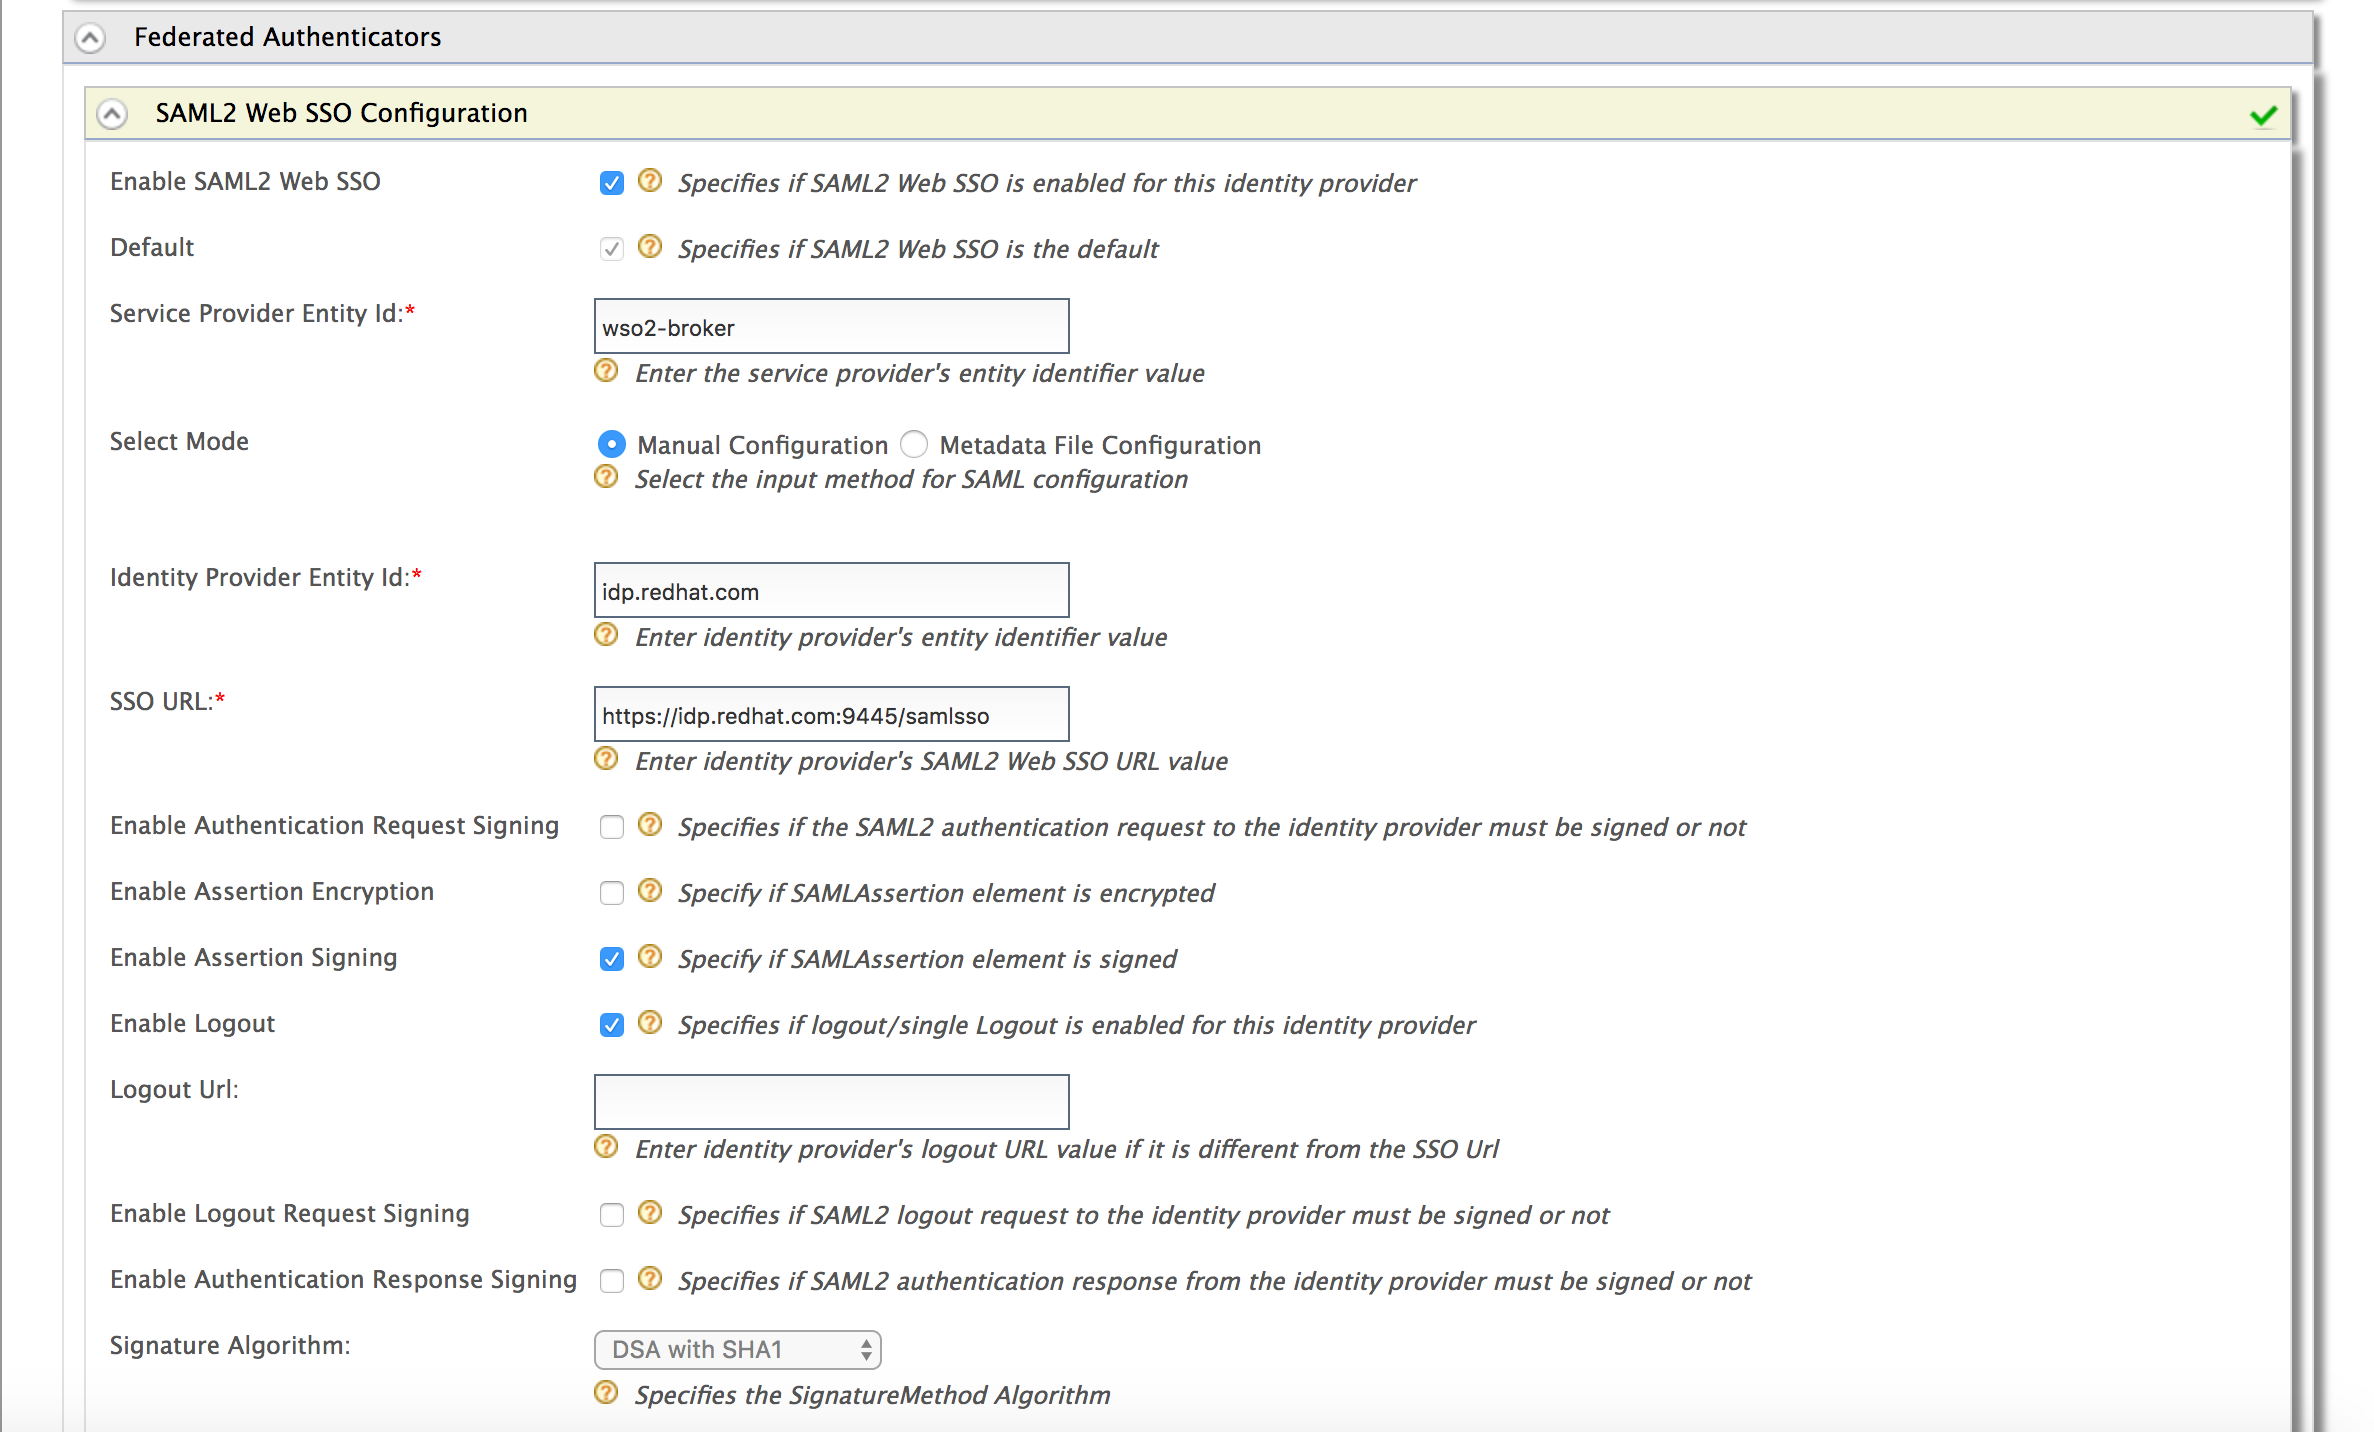 Federated Authenticators
SAML2 Web SSO Configuration
Enable SAML2 Web SSO ? Specifies if SAML2 Web SSO is enabled for this identity provider
Default ? Specifies if SAML2 Web SSO is the default
Service Provider Entity Id:* wso2-broker
? Enter the service provider's entity identifier value
Select Mode Manual Configuration Metadata File Configuration
? Select the input method for SAML configuration
Identity Provider Entity Id:* idp.redhat.com
? Enter identity provider's entity identifier value
SSO URL:* https://idp.redhat.com:9445/samlsso
? Enter identity provider's SAML2 Web SSO URL value
Enable Authentication Request Signing ? Specifies if the SAML2 authentication request to the identity provider must be signed or not
Enable Assertion Encryption ? Specify if SAMLAssertion element is encrypted
Enable Assertion Signing ? Specify if SAMLAssertion element is signed
Enable Logout ? Specifies if logout/single Logout is enabled for this identity provider
Logout Url:
? Enter identity provider's logout URL value if it is different from the SSO Url
Enable Logout Request Signing ? Specifies if SAML2 logout request to the identity provider must be signed or not
Enable Authentication Response Signing ? Specifies if SAML2 authentication response from the identity provider must be signed or not
Signature Algorithm: DSA with SHA1
? Specifies the SignatureMethod Algorithm